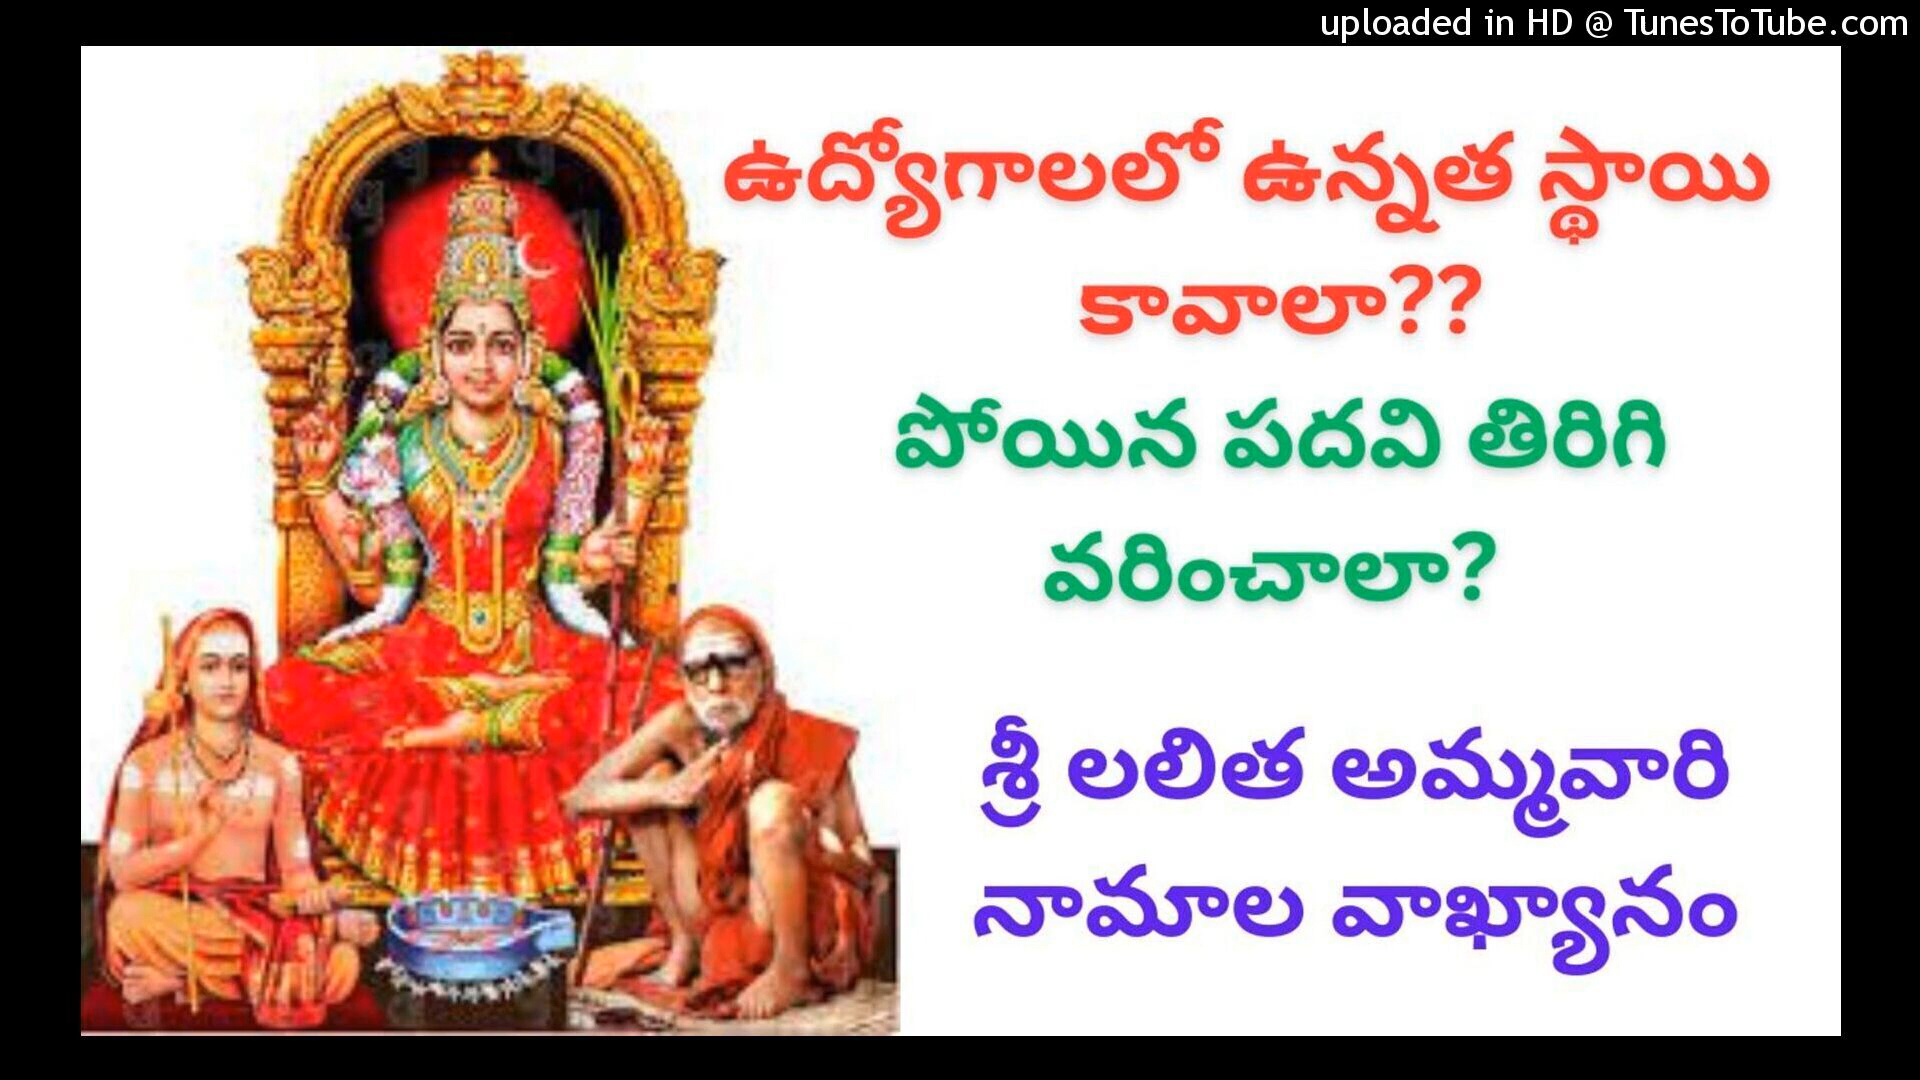 uploaded in HD @ TunesToTube.com
ఉద్యోగాలలో ఉన్నత స్థాయి
కావాలా??
పోయిన పదవి తిరిగి
వరించాలా?
శ్రీ లలిత అమ్మవారి
నామాల వాఖ్యానం